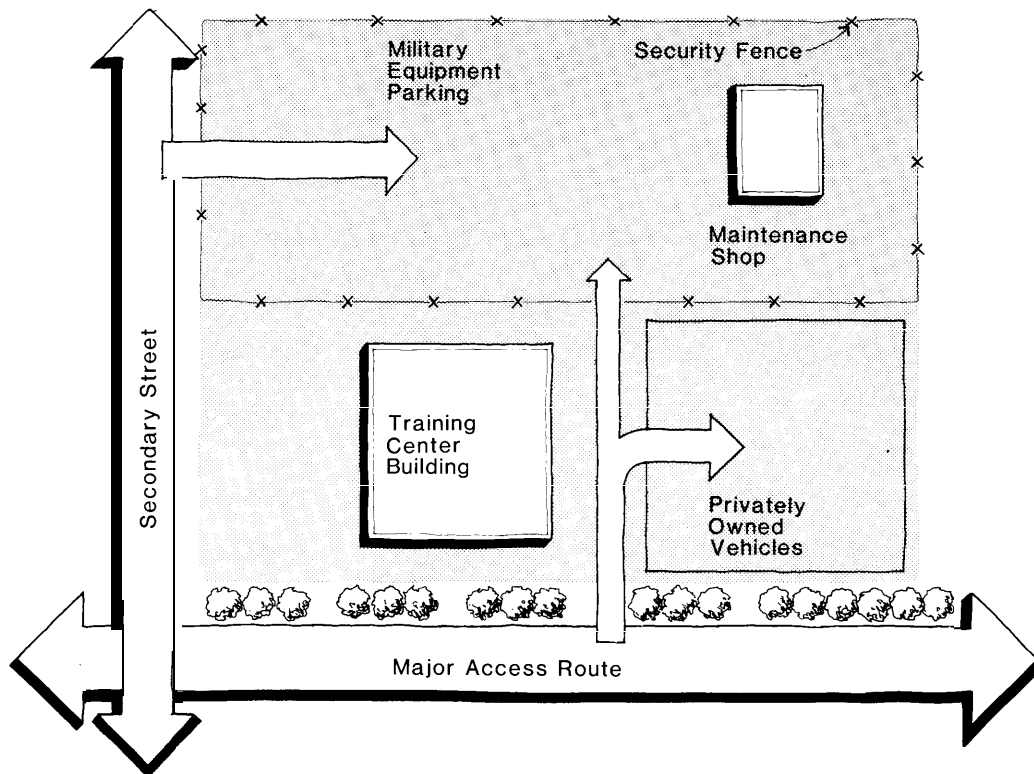 Military
Equipment
Parking
Security Fence
Maintenance
Shop
Secondary Street
Training
Center
Building
Privately
Owned
Vehicles
Major Access Route